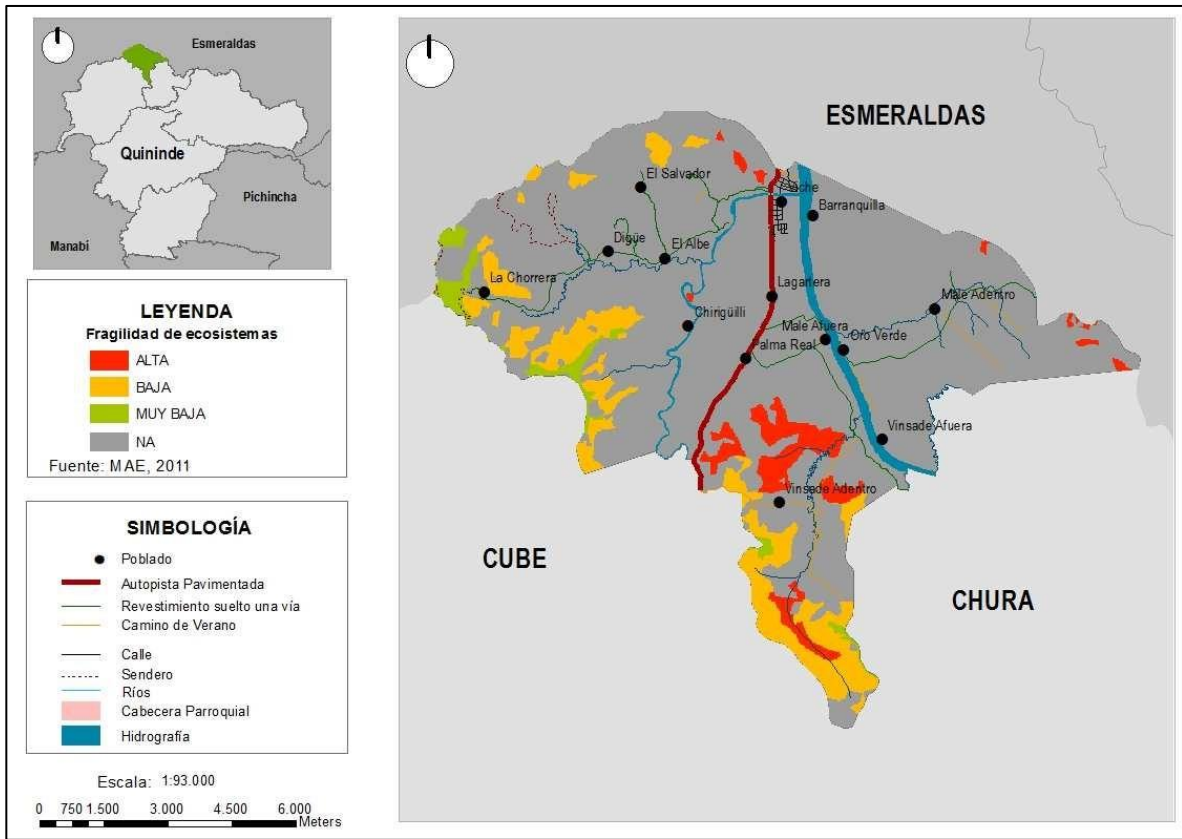 Esmeraldas
Quininde
Pichincha
Manabí
LEYENDA
Fragilidad de ecosistemas
ALTA
BAJA
MUY BAJA
NA
Fuente: MAE, 2011
SIMBOLOGÍA
Poblado
Autopista Pavimentada
Revestimiento suelto una vía
Camino de Verano
Calle
Sendero
Ríos
Cabecera Parroquial
Hidrografía
Escala: 1:93.000
0 750 1.500 3.000 4.500 6.000
Meters
ESMERALDAS
El Salvador
Viche
Barranquilla
Digüe
El Albe
La Chorrera
Lagartera
Male Adentro
Chirigüilli
Male Afuera
Oro Verde
Palma Real
Vinsade Afuera
Vinsade Adentro
CUBE
CHURA